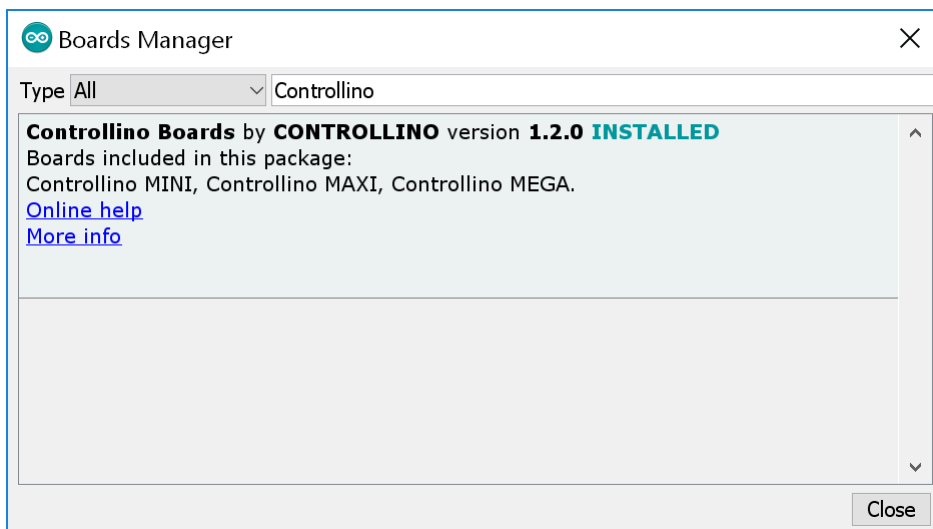 Boards Manager
Type All Controllino
Controllino Boards by CONTROLLINO version 1.2.0 INSTALLED
Boards included in this package:
Controllino MINI, Controllino MAXI, Controllino MEGA.
Online help
More info
Close